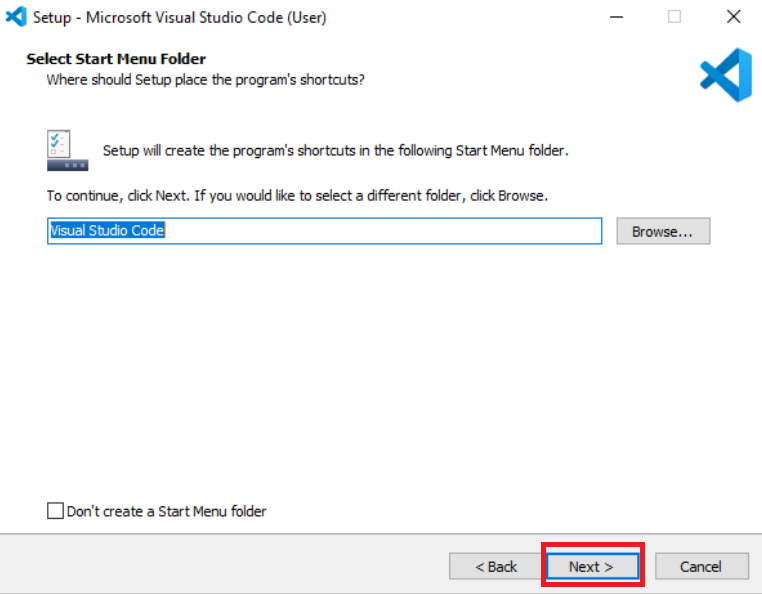 Setup - Microsoft Visual Studio Code (User)
Select Start Menu Folder
Where should Setup place the program's shortcuts?
Setup will create the program's shortcuts in the following Start Menu folder.
To continue, click Next. If you would like to select a different folder, click Browse.
Visual Studio Code
Browse...
Don't create a Start Menu folder
< Back
Next >
Cancel